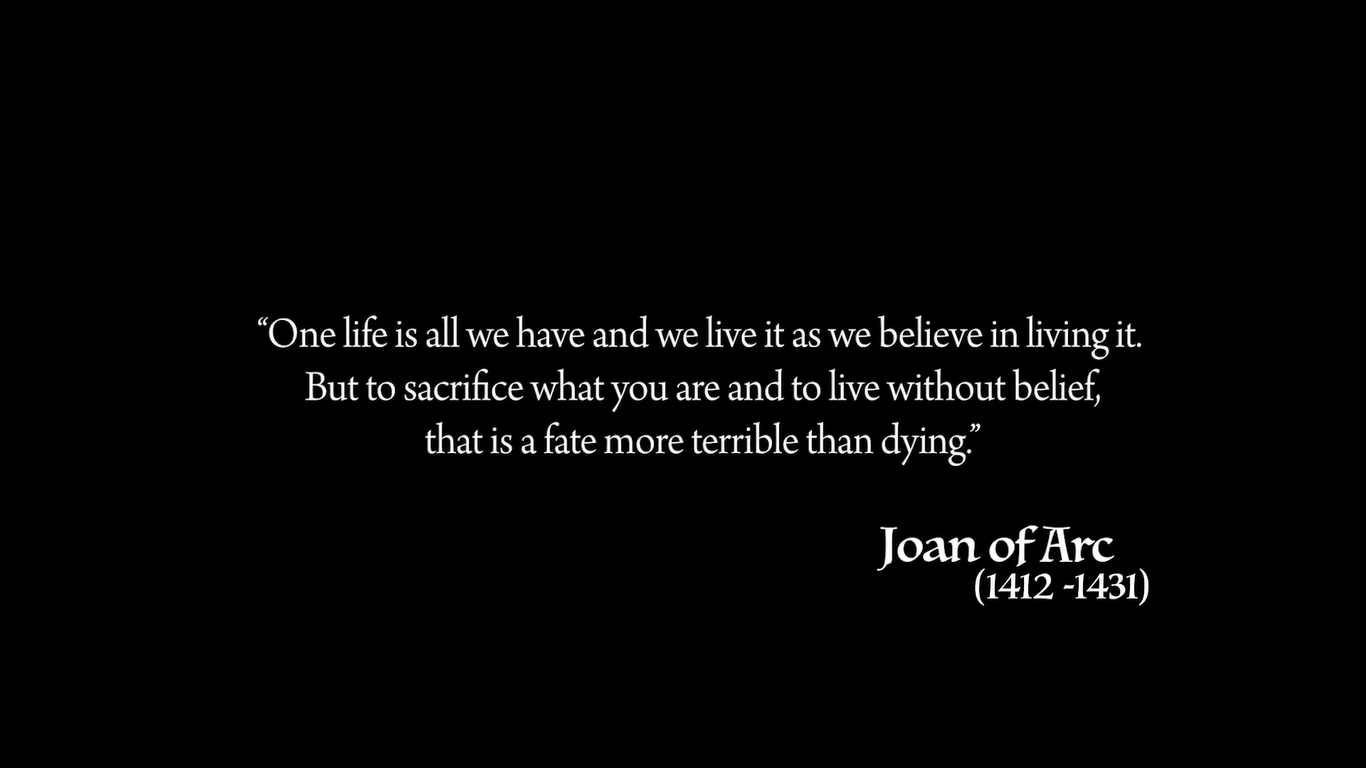 “One life is all we have and we live it as we believe in living it.
But to sacrifice what you are and to live without belief,
that is a fate more terrible than dying.”
Joan of Arc
(1412 -1431)